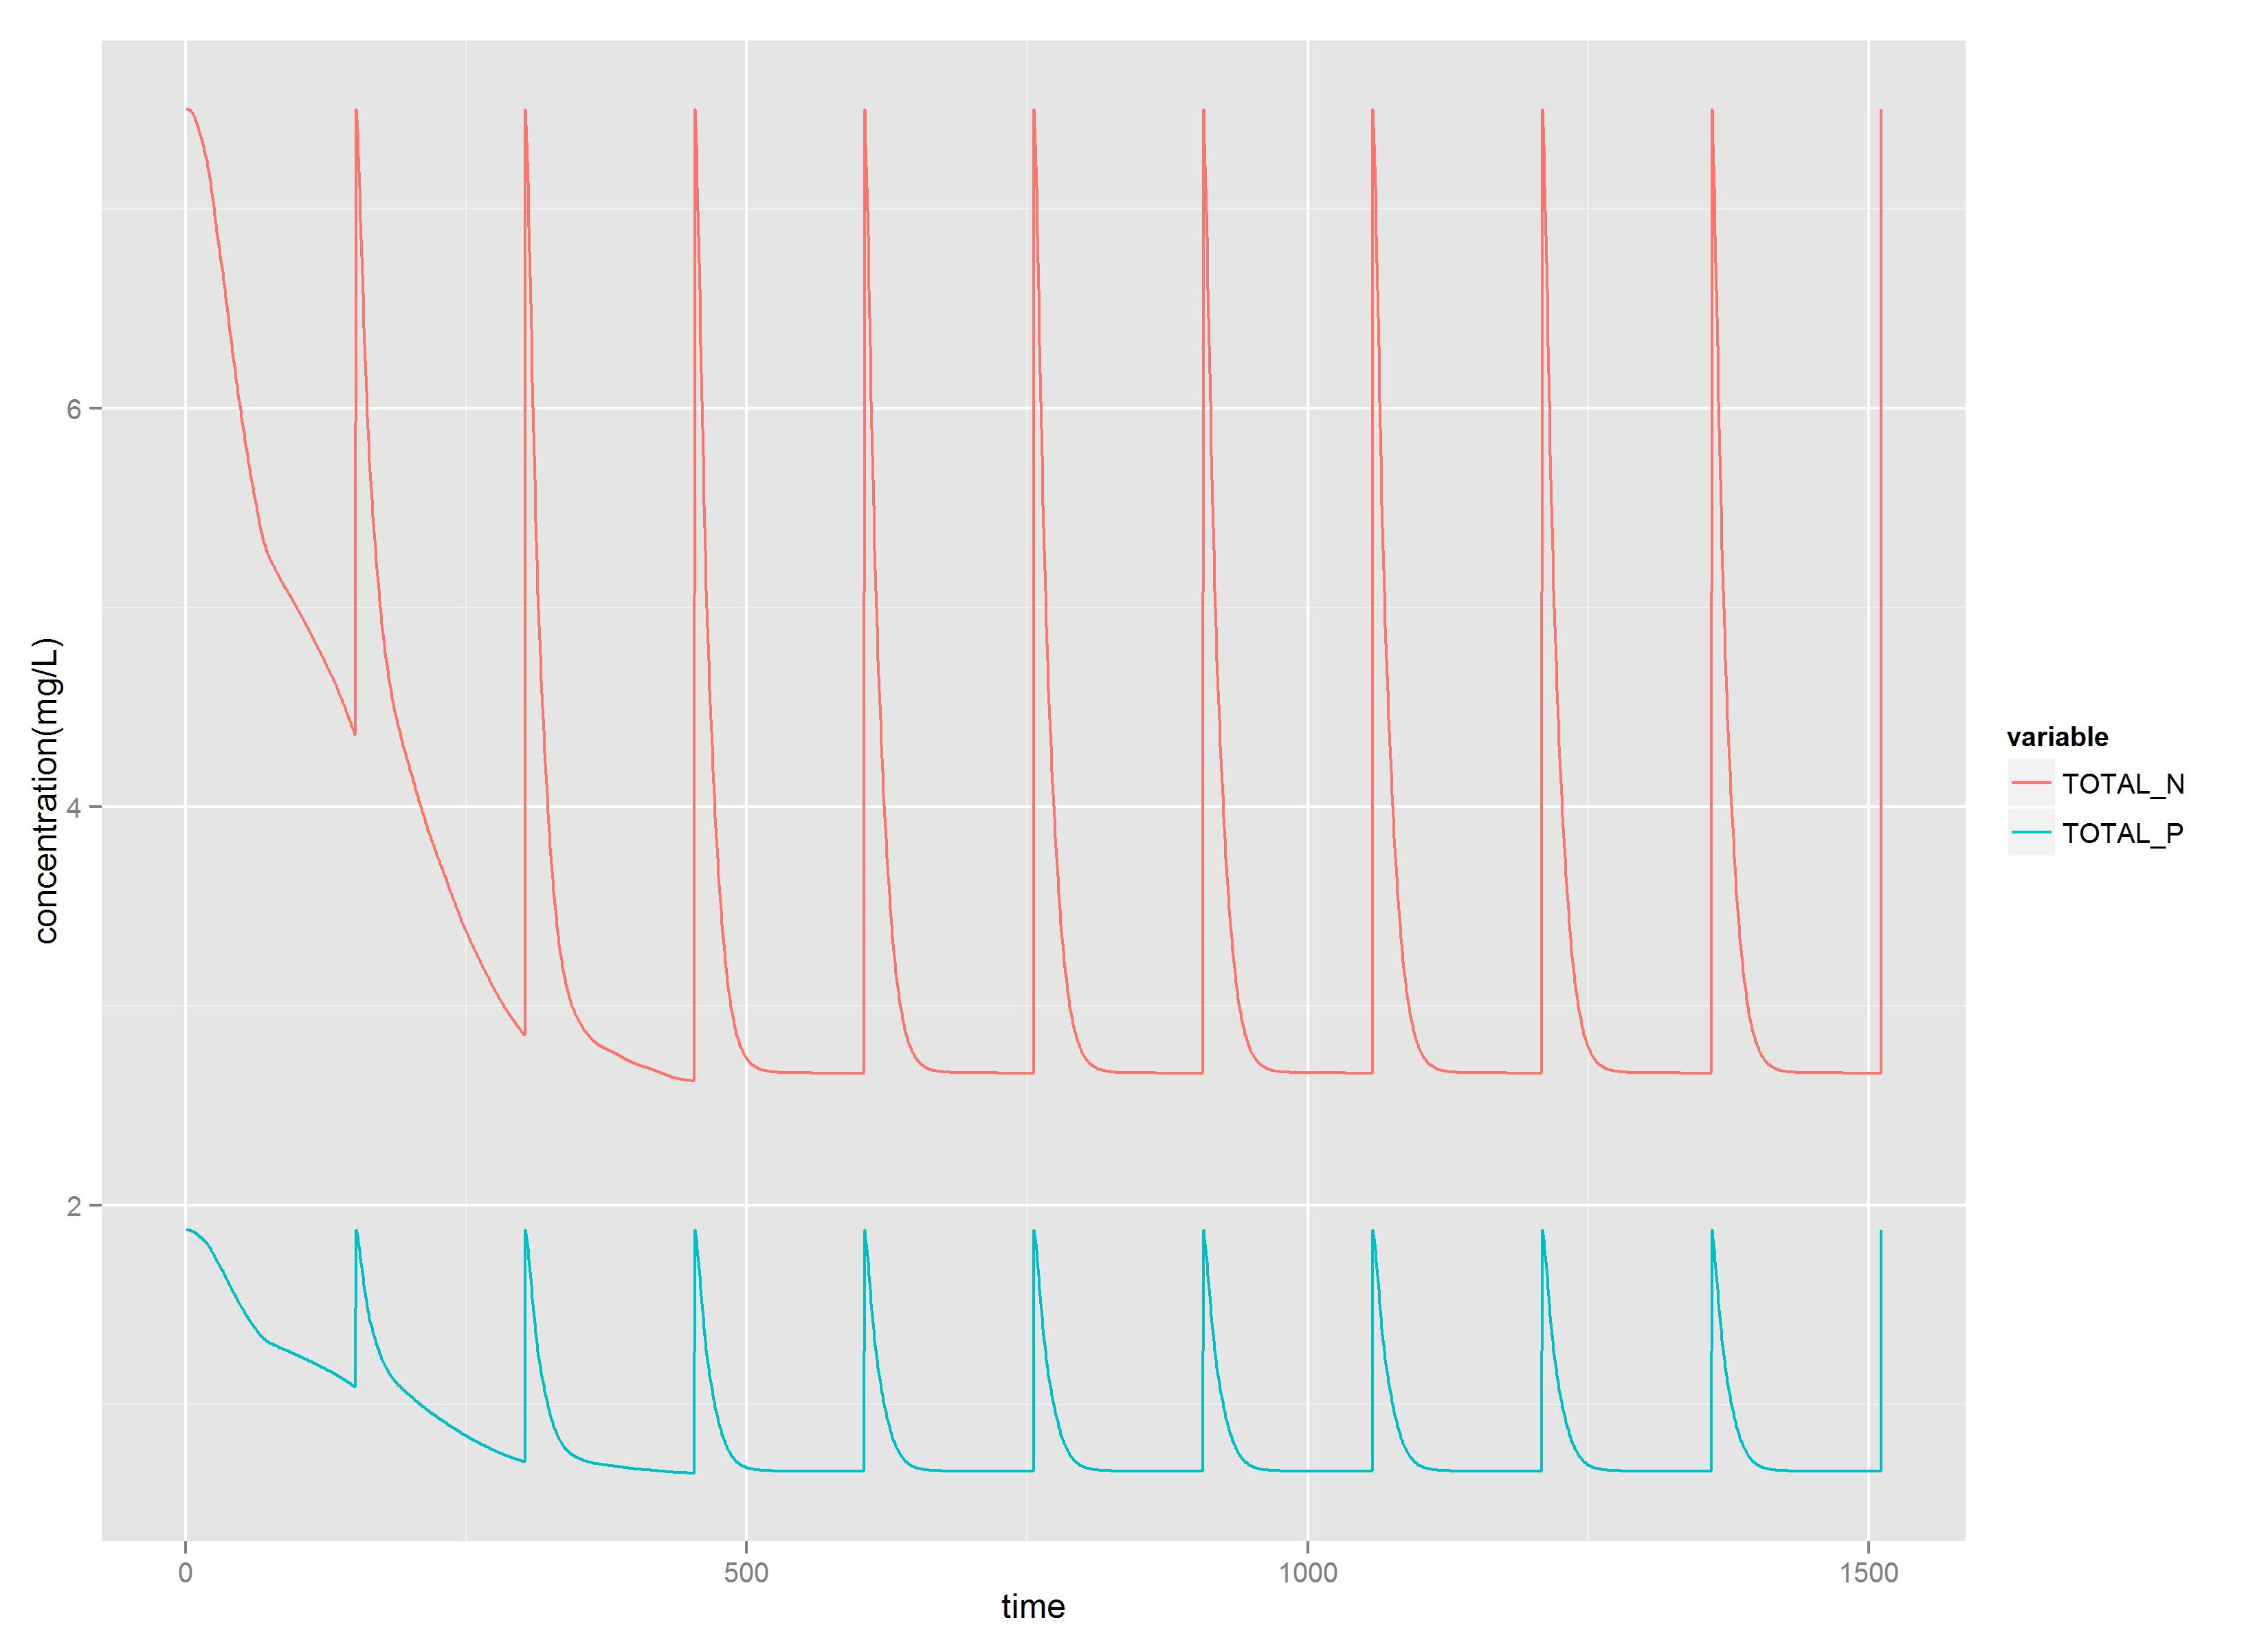 concentration(mg/L)
6
4
2
0
500
1000
1500
time
variable
TOTAL_N
TOTAL_P